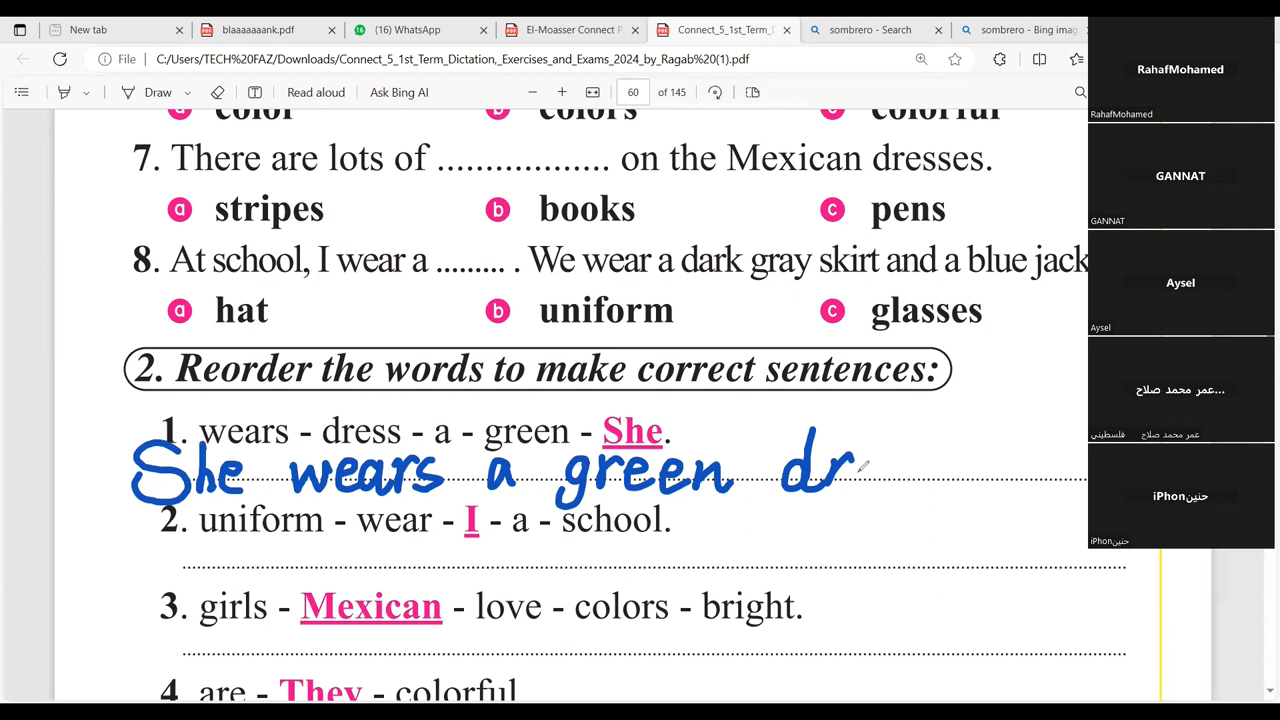 New tab
blaaaaaaank.pdf
(16) WhatsApp
El-Moasser Connect P
Connect_5_1st_Term_D
sombrero - Search
sombrero - Bing imag
File
C:/Users/TECH%20FAZ/Downloads/Connect_5_1st_Term_Dictation,_Exercises_and_Exams_2024_by_Ragab%20(1).pdf
Draw
Read aloud
Ask Bing AI
60 of 145
a color b colors c colorful
7. There are lots of .................. on the Mexican dresses.
a stripes b books c pens
8. At school, I wear a ......... . We wear a dark gray skirt and a blue jack
a hat b uniform c glasses
2. Reorder the words to make correct sentences:
1. wears - dress - a - green - She.
She wears a green dr
2. uniform - wear - I - a - school.
3. girls - Mexican - love - colors - bright.
4. are - They - colorful
RahafMohamed
RahafMohamed
GANNAT
GANNAT
Aysel
Aysel
عمر محمد صلاح...
عمر محمد صلاح فلسطيني
iPhonحنين
iPhonحنين